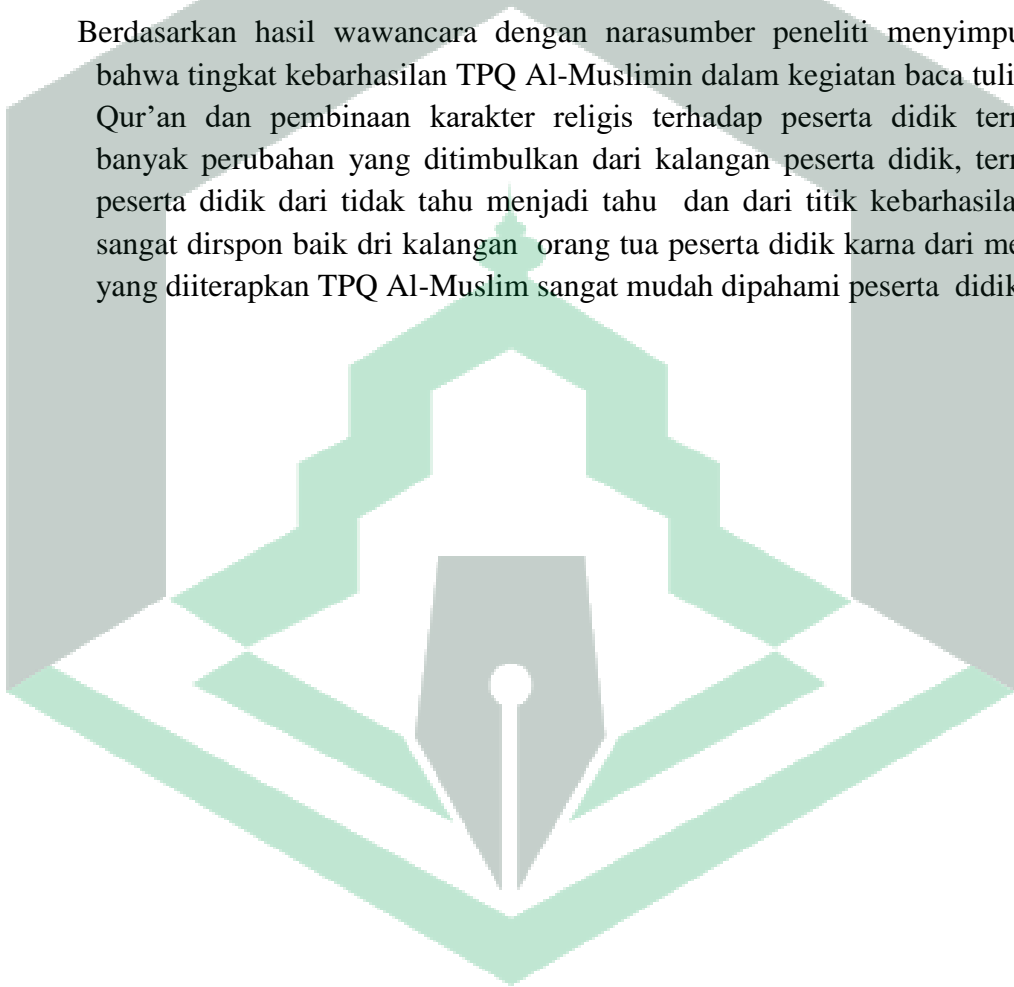 Berdasarkan hasil wawancara dengan narasumber peneliti menyimpu
bahwa tingkat kebarhasilan TPQ Al-Muslimin dalam kegiatan baca tuli
Qur’an dan pembinaan karakter religis terhadap peserta didik ter
banyak perubahan yang ditimbulkan dari kalangan peserta didik, ter
peserta didik dari tidak tahu menjadi tahu dan dari titik kebarhasila
sangat dirspon baik dri kalangan orang tua peserta didik karna dari me
yang diiterapkan TPQ Al-Muslim sangat mudah dipahami peserta didik